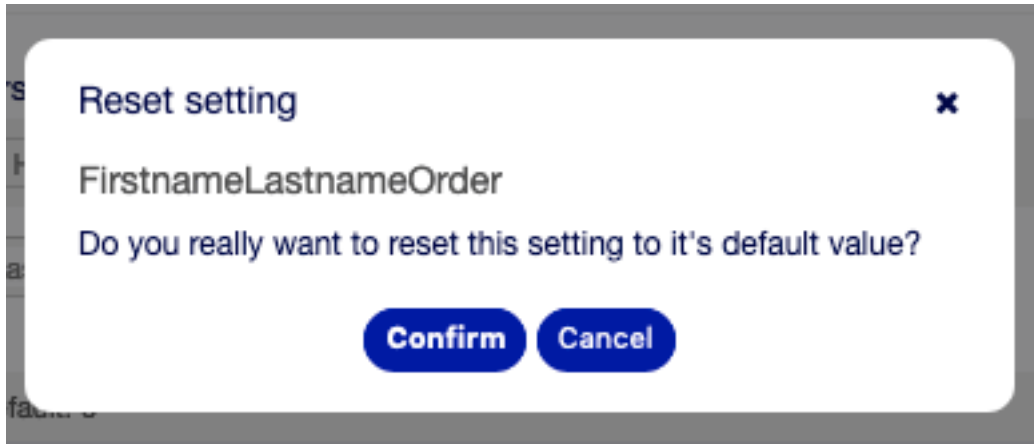 Reset setting
FirstnameLastnameOrder
Do you really want to reset this setting to it's default value?
Confirm Cancel